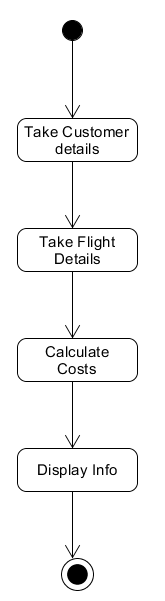 Take Customer
details
Take Flight
Details
Calculate
Costs
Display Info